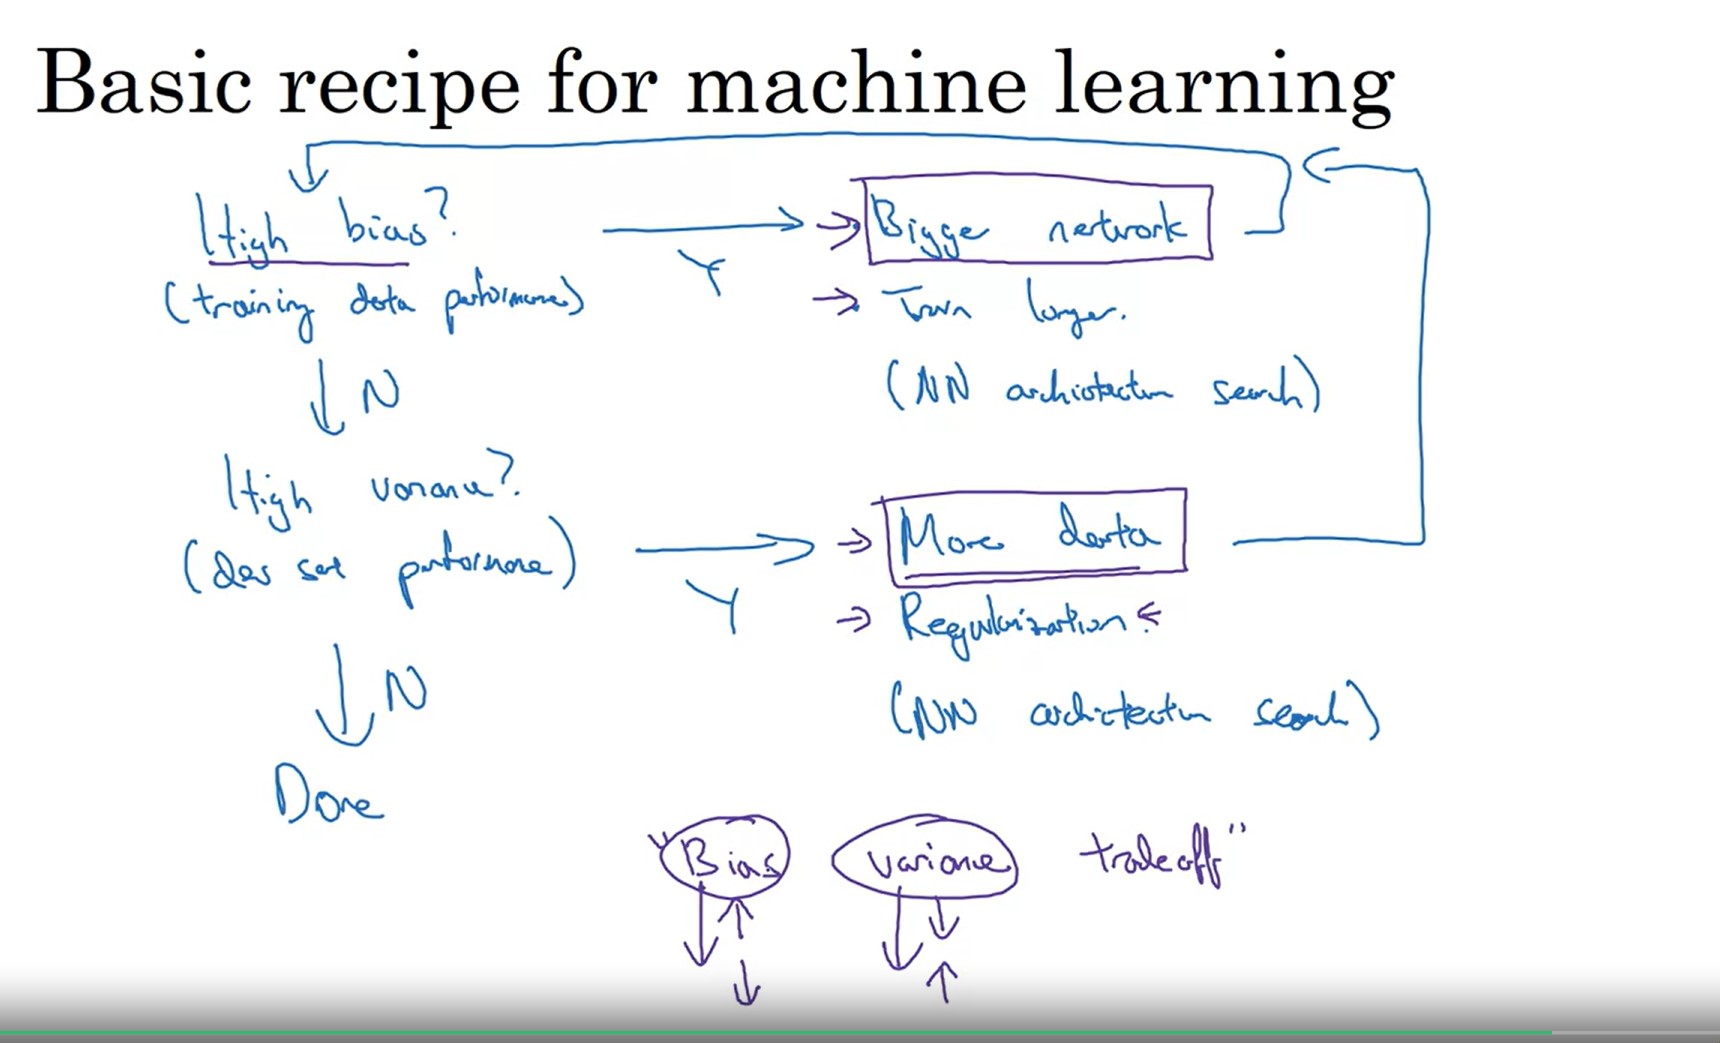 Basic recipe for machine learning
High bias? Y Bigger network
(training data performance) Train longer.
N (NN architecture search)
High variance?
(dev set performance) Y More data
Regularization
N (NN architecture search)
Done
"Bias variance tradeoff"